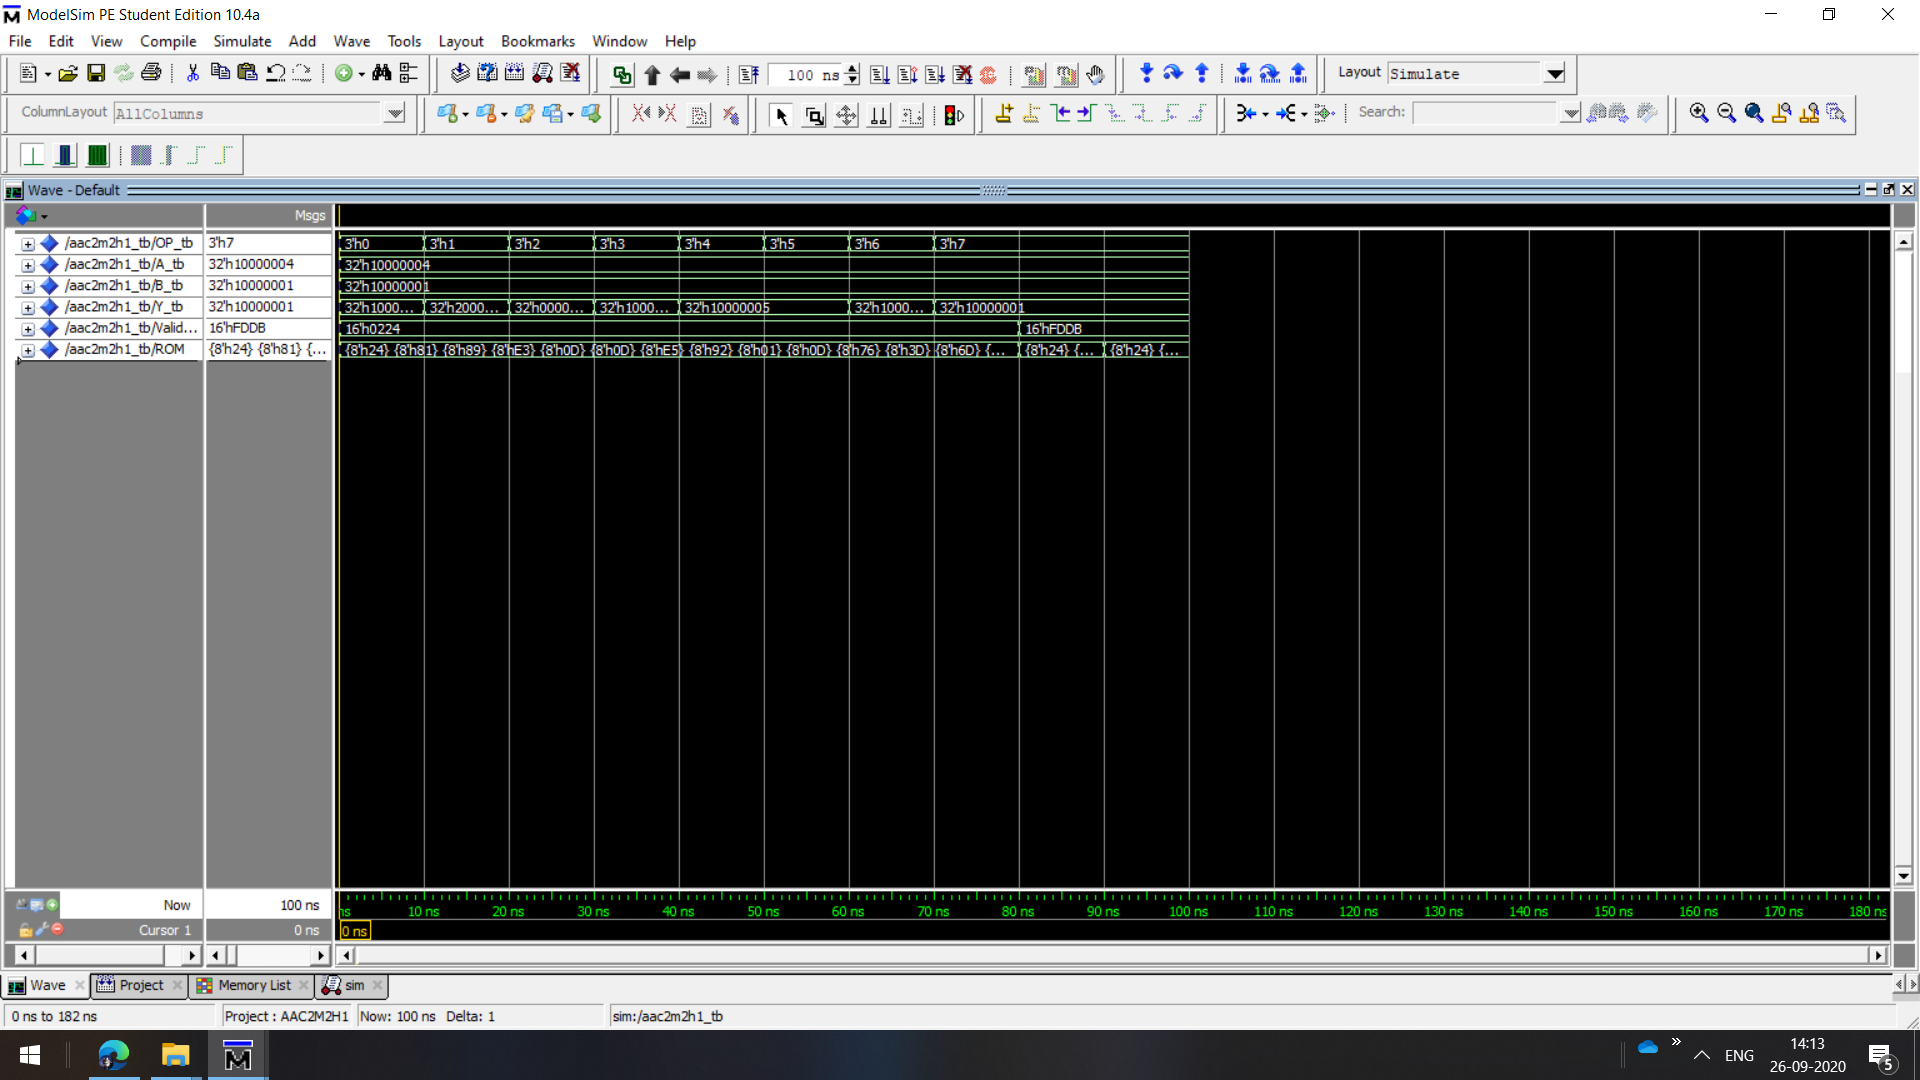 ModelSim PE Student Edition 10.4a
File Edit View Compile Simulate Add Wave Tools Layout Bookmarks Window Help
100 ns Layout Simulate
ColumnLayout AllColumns Search:
Wave - Default
Msgs
/aac2m2h1_tb/OP_tb 3'h7 3'h0 3'h1 3'h2 3'h3 3'h4 3'h5 3'h6 3'h7
/aac2m2h1_tb/A_tb 32'h10000004 32'h10000004
/aac2m2h1_tb/B_tb 32'h10000001 32'h10000001
/aac2m2h1_tb/Y_tb 32'h10000001 32'h1000... 32'h2000... 32'h0000... 32'h1000... 32'h10000005 32'h1000... 32'h10000001
/aac2m2h1_tb/Valid... 16'hFDDB 16'h0224 16'hFDDB
/aac2m2h1_tb/ROM {8'h24} {8'h81} {... {8'h24} {8'h81} {8'h89} {8'hE3} {8'h0D} {8'h0D} {8'hE5} {8'h92} {8'h01} {8'h0D} {8'h76} {8'h3D} {8'h6D} {... {8'h24} {... {8'h24} {...
Now 100 ns ns 10 ns 20 ns 30 ns 40 ns 50 ns 60 ns 70 ns 80 ns 90 ns 100 ns 110 ns 120 ns 130 ns 140 ns 150 ns 160 ns 170 ns 180 ns
Cursor 1 0 ns 0 ns
Wave Project Memory List sim
0 ns to 182 ns Project : AAC2M2H1 Now: 100 ns Delta: 1 sim:/aac2m2h1_tb
ENG 14:13
26-09-2020 5